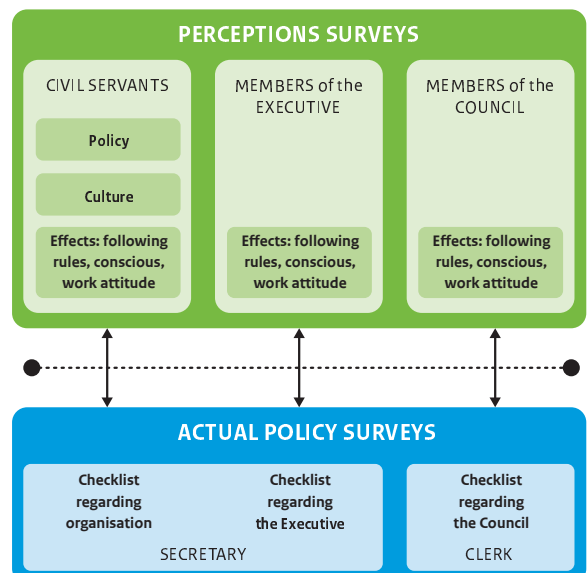 PERCEPTIONS SURVEYS
CIVIL SERVANTS
Policy
Culture
Effects: following
rules, conscious,
work attitude
MEMBERS of the
EXECUTIVE
Effects: following
rules, conscious,
work attitude
MEMBERS of the
COUNCIL
Effects: following
rules, conscious,
work attitude
ACTUAL POLICY SURVEYS
Checklist
regarding
organisation
Checklist
regarding
the Executive
SECRETARY
Checklist
regarding
the Council
CLERK